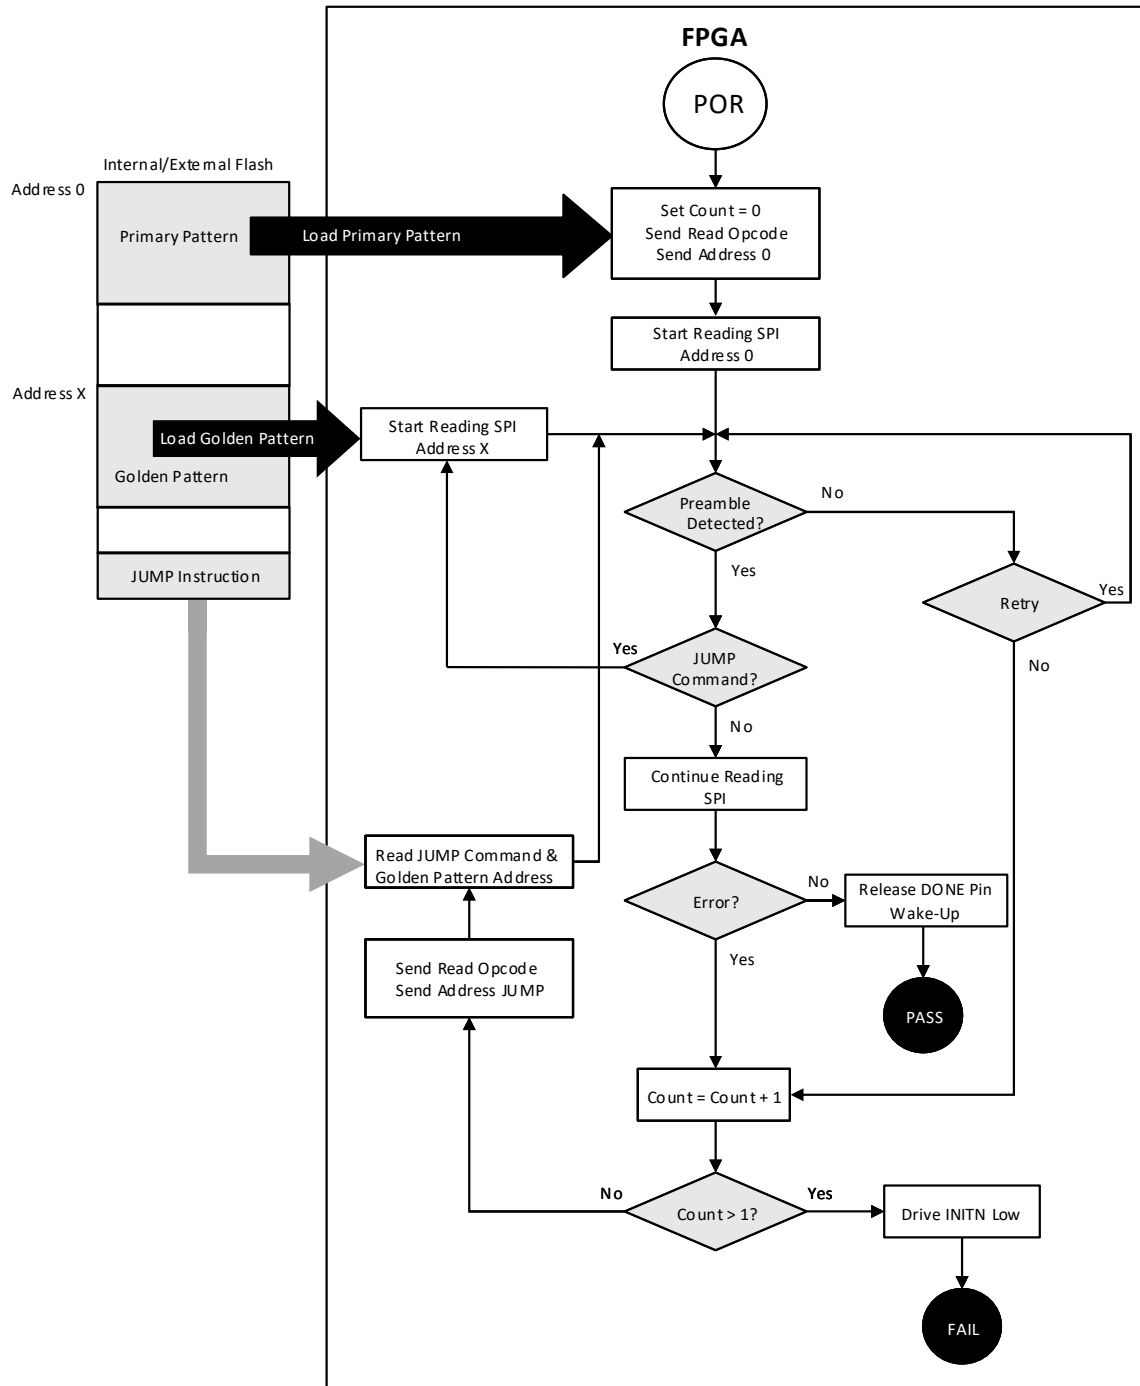 FPGA
POR
Internal/External Flash
Address 0
Primary Pattern
Load Primary Pattern
Set Count = 0
Send Read Opcode
Send Address 0
Start Reading SPI
Address 0
Address X
Load Golden Pattern
Golden Pattern
Start Reading SPI
Address X
Preamble
Detected?
No
Yes
Retry
Yes
No
JUMP Instruction
Yes
JUMP
Command?
No
Continue Reading
SPI
Read JUMP Command &
Golden Pattern Address
Error?
No
Release DONE Pin
Wake-Up
Yes
PASS
Send Read Opcode
Send Address JUMP
Count = Count + 1
No
Count > 1?
Yes
Drive INITN Low
FAIL